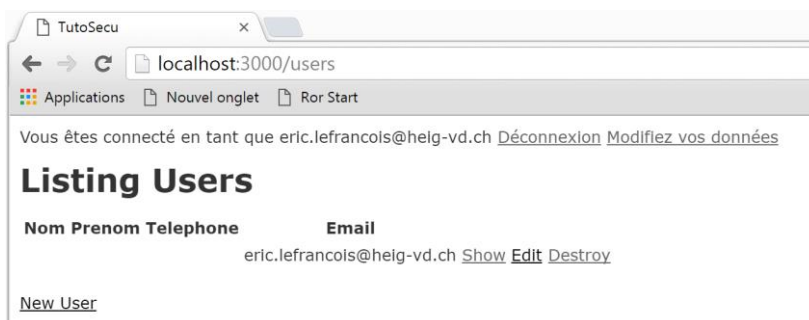 TutoSecu
localhost:3000/users
Applications Nouvel onglet Ror Start
Vous êtes connecté en tant que eric.lefrancois@heig-vd.ch Déconnexion Modifiez vos données
Listing Users
Nom Prenom Telephone Email
eric.lefrancois@heig-vd.ch Show Edit Destroy
New User